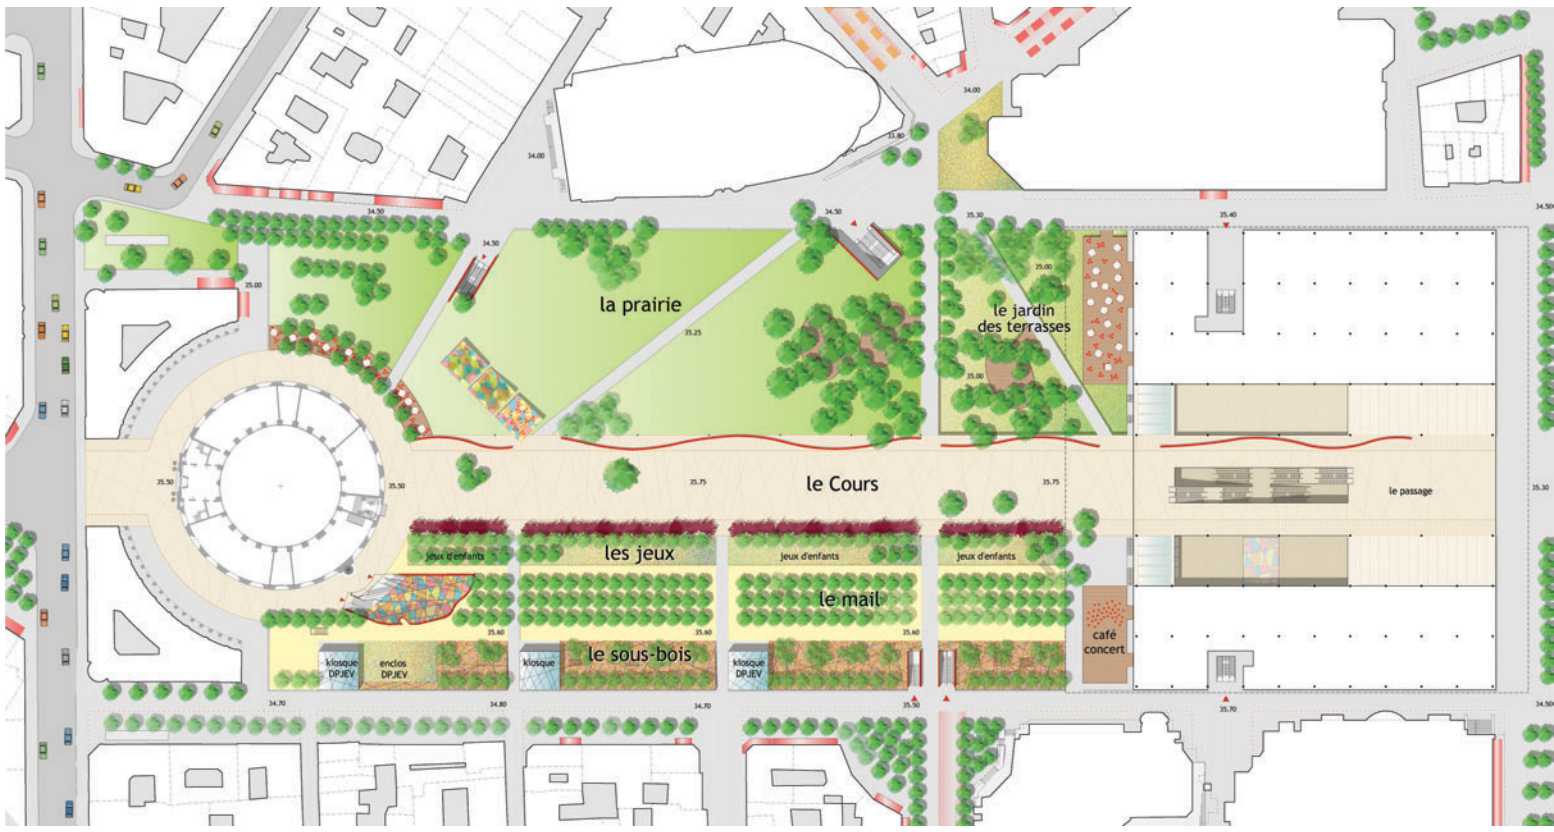 34.00
33.80
34.00
34.50
34.50
34.50
35.30
35.40
34.500
35.00
35.00
la prairie
le jardin
des terrasses
35.25
35.00
35.50
35.50
35.75
le Cours
35.75
le passage
35.30
jeux d'enfants
les jeux
jeux d'enfants
jeux d'enfants
le mail
35.60
35.60
35.60
café
concert
kiosque
DPJEV
enclos
DPJEV
kiosque
le sous-bois
kiosque
DPJEV
34.70
34.80
34.70
35.50
35.70
34.500